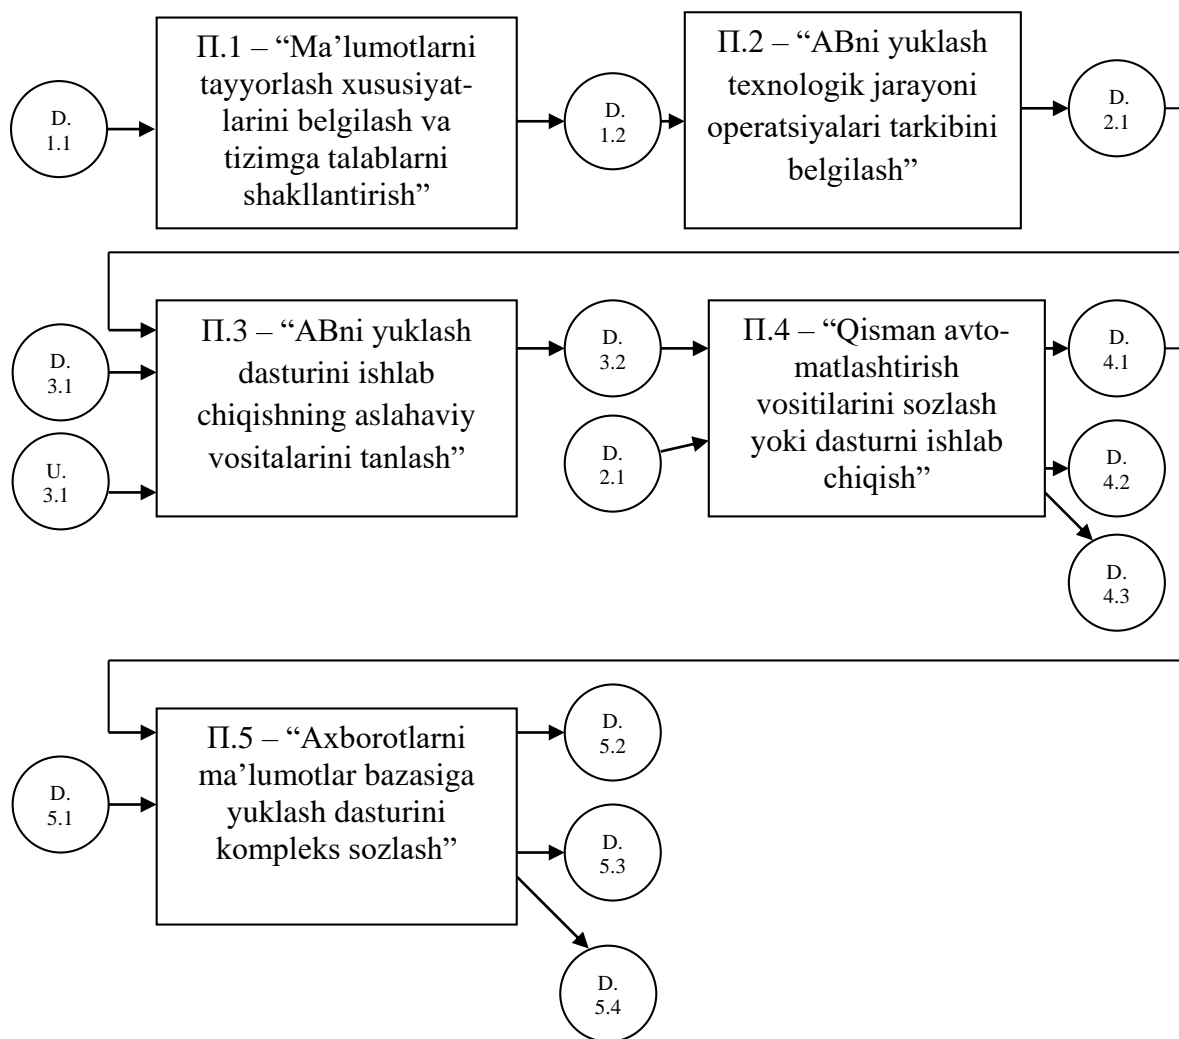 D.
1.1
П.1 – “Ma’lumotlarni
tayyorlash xususiyat-
larini belgilash va
tizimga talablarni
shakllantirish”
D.
1.2
П.2 – “ABni yuklash
texnologik jarayoni
operatsiyalari tarkibini
belgilash”
D.
2.1
D.
3.1
U.
3.1
П.3 – “ABni yuklash
dasturini ishlab
chiqishning aslahaviy
vositalarini tanlash”
D.
3.2
D.
2.1
П.4 – “Qisman avto-
matlashtirish
vositilarini sozlash
yoki dasturni ishlab
chiqish”
D.
4.1
D.
4.2
D.
4.3
D.
5.1
П.5 – “Axborotlarni
ma’lumotlar bazasiga
yuklash dasturini
kompleks sozlash”
D.
5.2
D.
5.3
D.
5.4